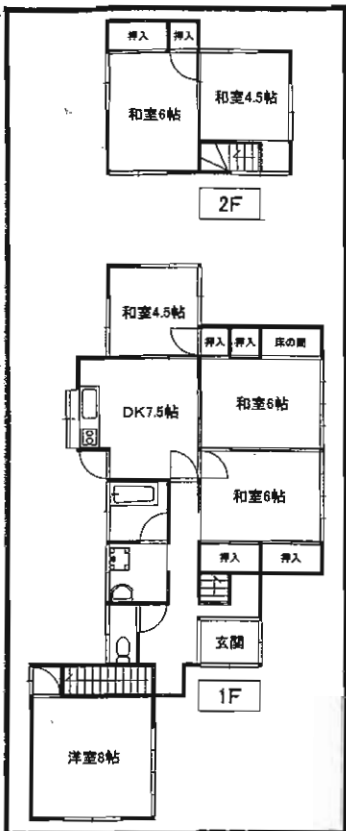 押入
押入
和室6帖
和室4.5帖
2F
和室4.5帖
押入
押入
床の間
DK7.5帖
和室6帖
和室6帖
押入
押入
玄関
1F
洋室8帖